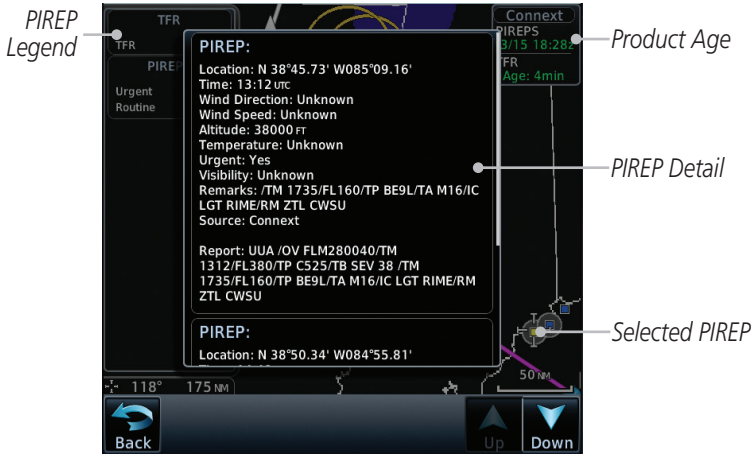 PIREP
Legend
TFR
TFR
PIREP
Urgent
Routine
PIREP:
Location: N 38°45.73' W085°09.16'
Time: 13:12 UTC
Wind Direction: Unknown
Wind Speed: Unknown
Altitude: 38000 FT
Temperature: Unknown
Urgent: Yes
Visibility: Unknown
Remarks: /TM 1735/FL160/TP BE9L/TA M16/IC
LGT RIME/RM ZTL CWSU
Source: Connext
Report: UUA /OV FLM280040/TM
1312/FL380/TP C525/TB SEV 38 /TM
1735/FL160/TP BE9L/TA M16/IC LGT RIME/RM
ZTL CWSU
PIREP:
Location: N 38°50.34' W084°55.81'
Connext
PIREPS
3/15 18:28z
FR
Age: 4min
Product Age
PIREP Detail
Selected PIREP
118° 175 NM
50 NM
Back
Up
Down